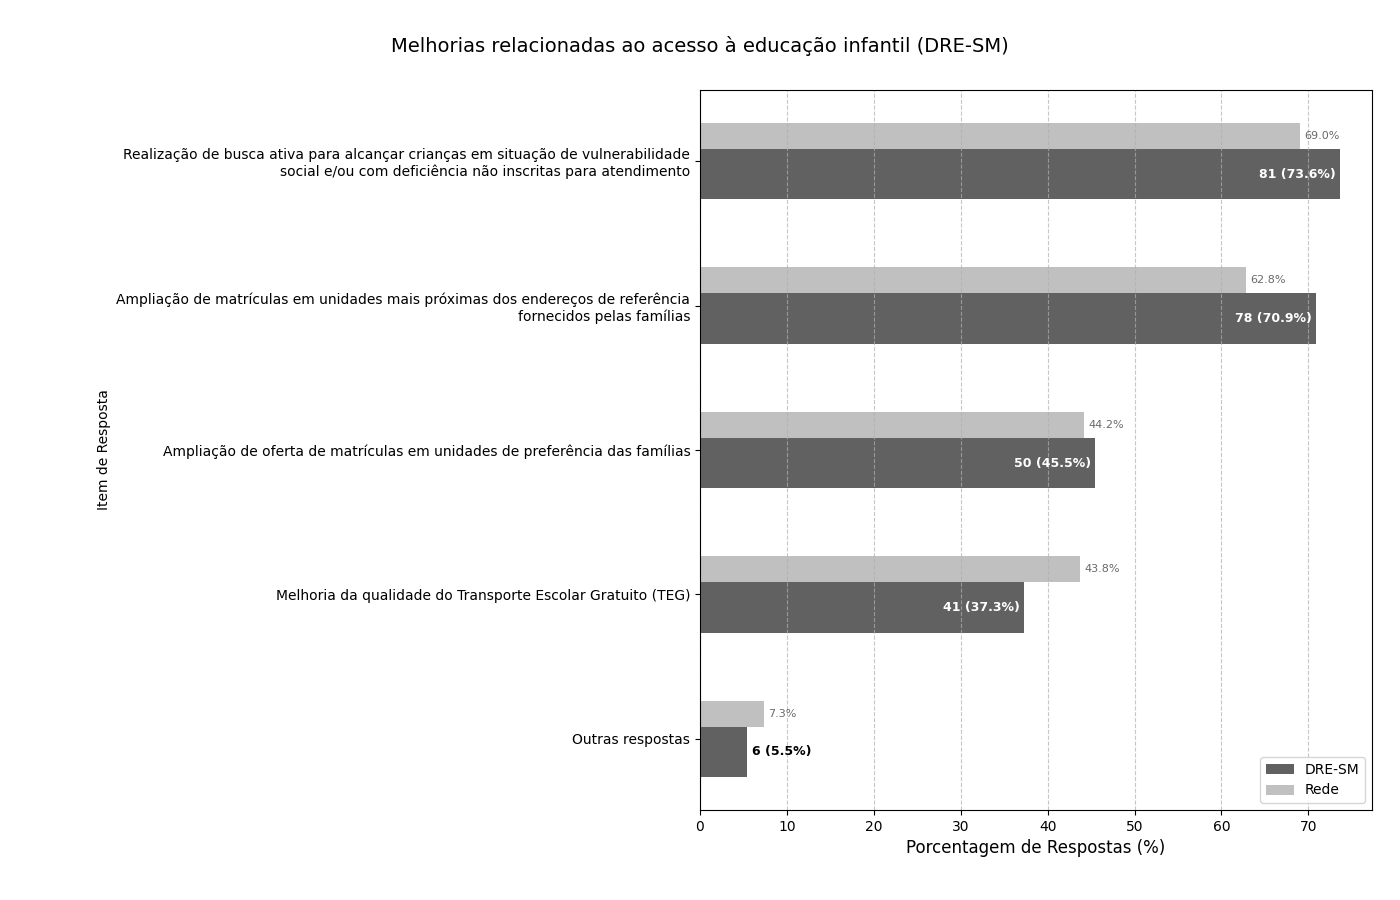 Melhorias relacionadas ao acesso à educação infantil (DRE-SM)
Item de Resposta
Realização de busca ativa para alcançar crianças em situação de vulnerabilidade
social e/ou com deficiência não inscritas para atendimento
69.0%
81 (73.6%)
Ampliação de matrículas em unidades mais próximas dos endereços de referência
fornecidos pelas famílias
62.8%
78 (70.9%)
Ampliação de oferta de matrículas em unidades de preferência das famílias
44.2%
50 (45.5%)
Melhoria da qualidade do Transporte Escolar Gratuito (TEG)
43.8%
41 (37.3%)
Outras respostas
7.3%
6 (5.5%)
DRE-SM
Rede
0 10 20 30 40 50 60 70
Porcentagem de Respostas (%)